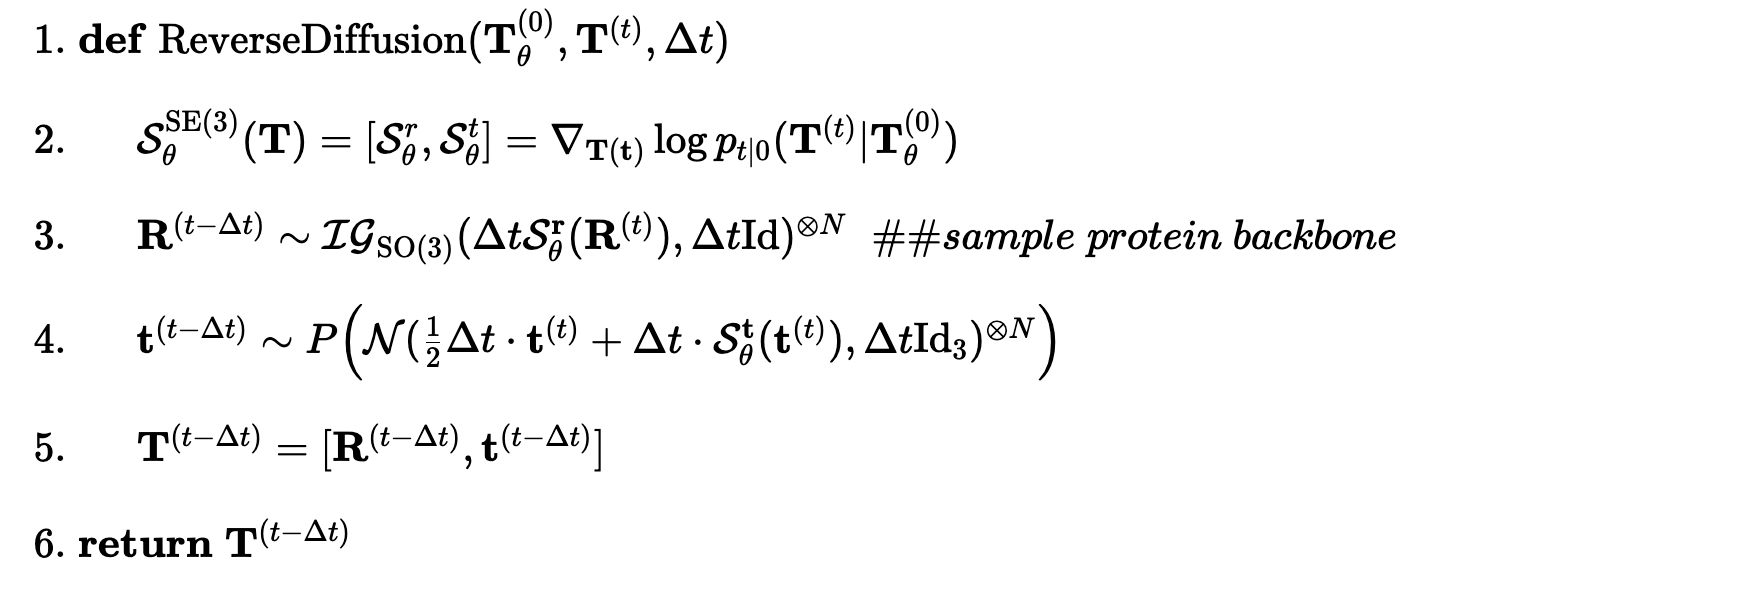 1. def ReverseDiffusion(𝐓_θ^(0), 𝐓^(t), Δt)
2. 𝒮_θ^SE(3)(𝐓) = [𝒮_θ^r, 𝒮_θ^t] = ∇_𝐓(𝐭) log p_t|0(𝐓^(t)|𝐓_θ^(0))
3. 𝐑^(t−Δt) ∼ ℐ𝒢_SO(3)(Δt𝒮_θ^𝐫(𝐑^(t)), ΔtId)^⊗N ##sample protein backbone
4. 𝐭^(t−Δt) ∼ P(𝒩(½Δt · 𝐭^(t) + Δt · 𝒮_θ^𝐭(𝐭^(t)), ΔtId_3)^⊗N)
5. 𝐓^(t−Δt) = [𝐑^(t−Δt), 𝐭^(t−Δt)]
6. return 𝐓^(t−Δt)